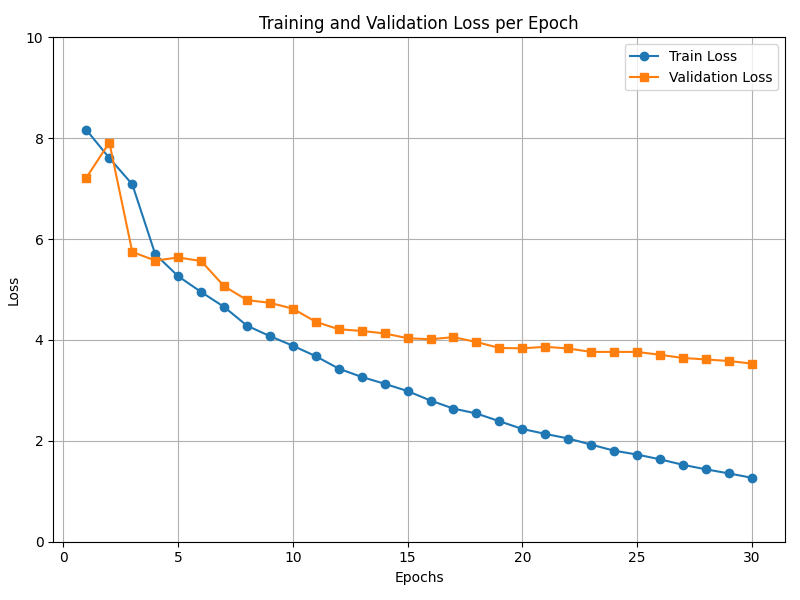 Training and Validation Loss per Epoch
10
8
6
4
2
0
Loss
Train Loss
Validation Loss
0 5 10 15 20 25 30
Epochs